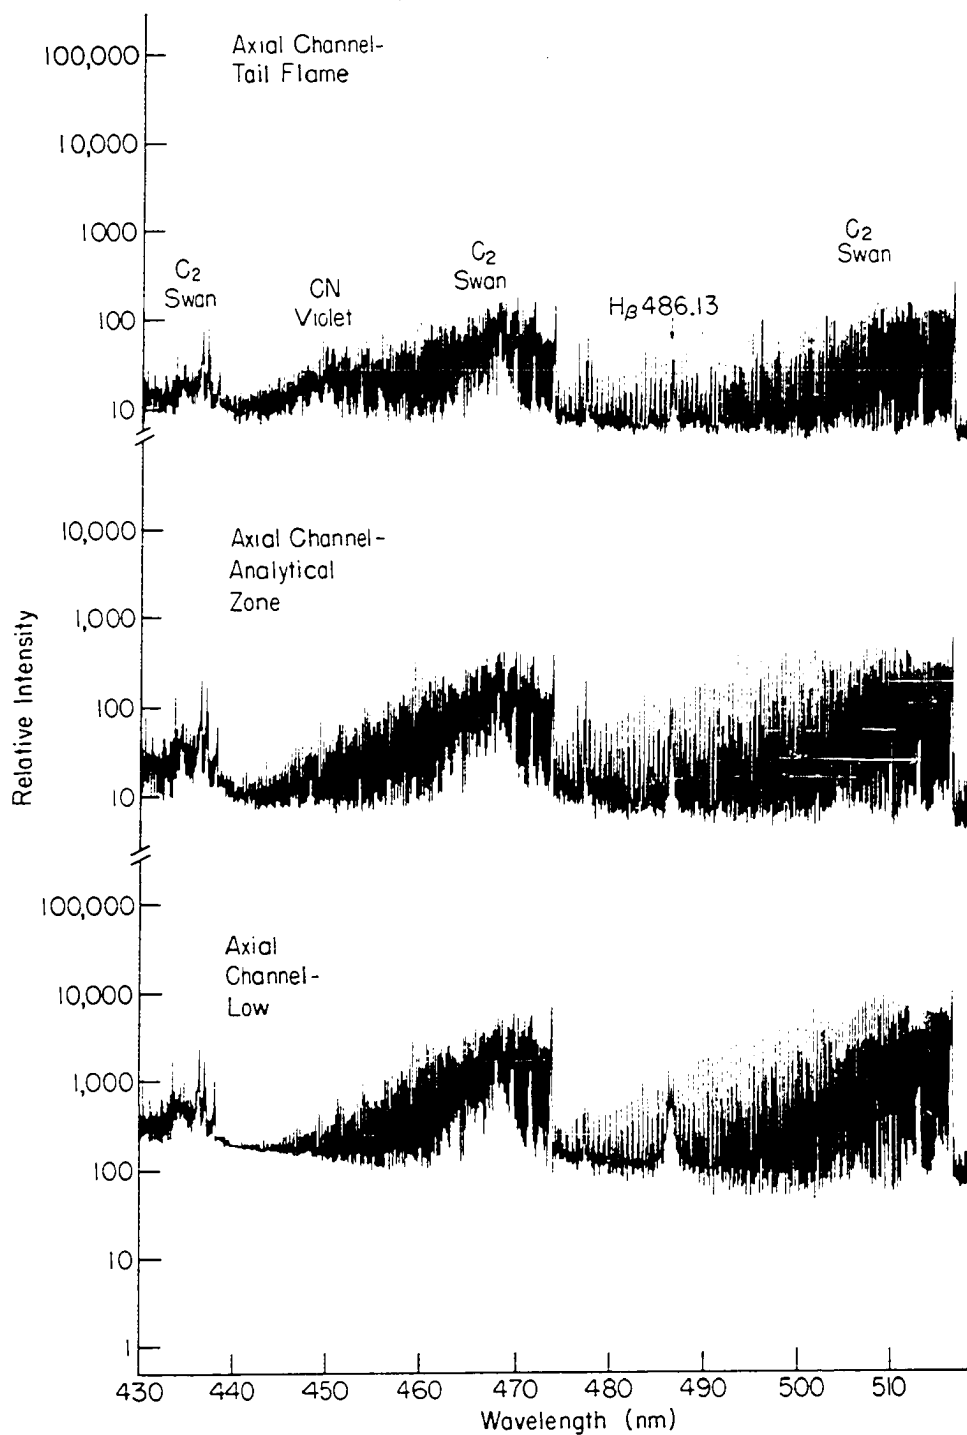 Axial Channel-
Tail Flame
100,000
10,000
1000
100
10
C2
Swan
CN
Violet
C2
Swan
Hβ486.13
C2
Swan
Axial Channel-
Analytical
Zone
10,000
1,000
100
10
Relative Intensity
Axial
Channel-
Low
100,000
10,000
1,000
100
10
1
430 440 450 460 470 480 490 500 510
Wavelength (nm)